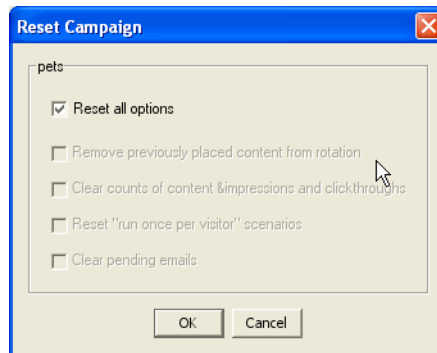 Reset Campaign
pets
Reset all options
Remove previously placed content from rotation
Clear counts of content &impressions and clickthroughs
Reset "run once per visitor" scenarios
Clear pending emails
OK Cancel